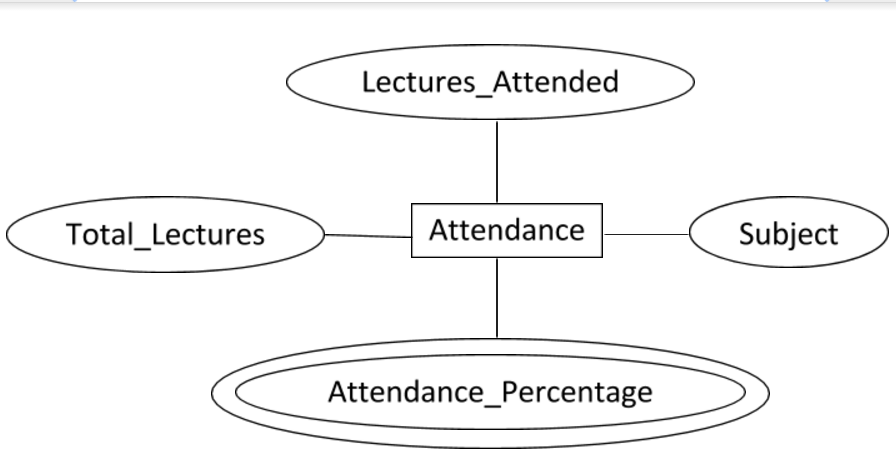 Lectures_Attended
Total_Lectures
Attendance
Subject
Attendance_Percentage